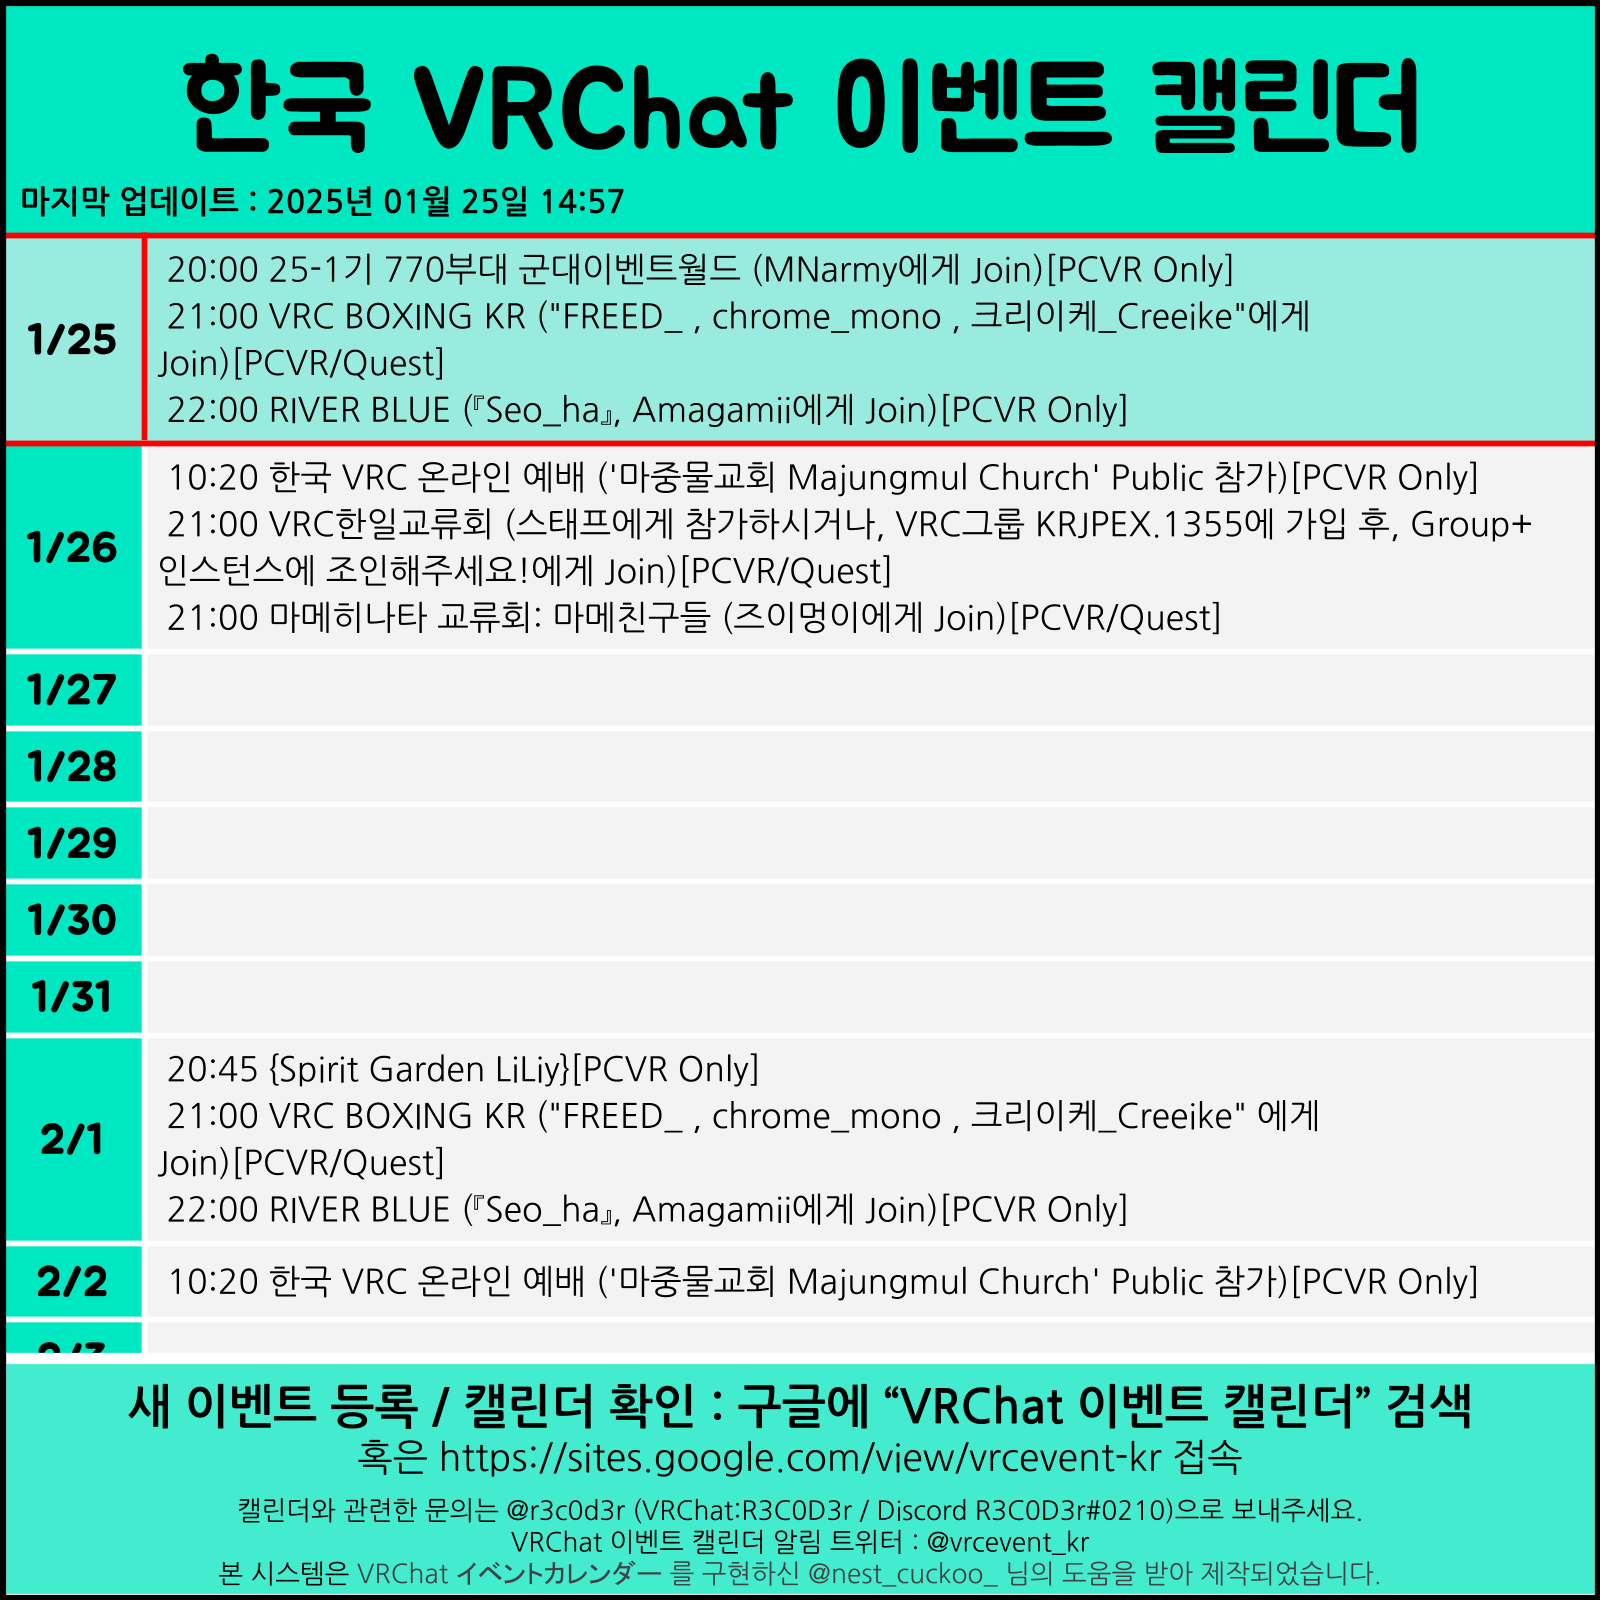 한국 VRChat 이벤트 캘린더
마지막 업데이트 : 2025년 01월 25일 14:57
1/25
20:00 25-1기 770부대 군대이벤트월드 (MNarmy에게 Join)[PCVR Only]
21:00 VRC BOXING KR ("FREED_ , chrome_mono , 크리이케_Creeike"에게
Join)[PCVR/Quest]
22:00 RIVER BLUE (『Seo_ha』, Amagamii에게 Join)[PCVR Only]
1/26
10:20 한국 VRC 온라인 예배 ('마중물교회 Majungmul Church' Public 참가)[PCVR Only]
21:00 VRC한일교류회 (스태프에게 참가하시거나, VRC그룹 KRJPEX.1355에 가입 후, Group+
인스턴스에 조인해주세요!에게 Join)[PCVR/Quest]
21:00 마메히나타 교류회: 마메친구들 (즈이멍이에게 Join)[PCVR/Quest]
1/27
1/28
1/29
1/30
1/31
2/1
20:45 {Spirit Garden LiLiy}[PCVR Only]
21:00 VRC BOXING KR ("FREED_ , chrome_mono , 크리이케_Creeike" 에게
Join)[PCVR/Quest]
22:00 RIVER BLUE (『Seo_ha』, Amagamii에게 Join)[PCVR Only]
2/2
10:20 한국 VRC 온라인 예배 ('마중물교회 Majungmul Church' Public 참가)[PCVR Only]
2/3
새 이벤트 등록 / 캘린더 확인 : 구글에 “VRChat 이벤트 캘린더” 검색
혹은 https://sites.google.com/view/vrcevent-kr 접속
캘린더와 관련한 문의는 @r3c0d3r (VRChat:R3C0D3r / Discord R3C0D3r#0210)으로 보내주세요.
VRChat 이벤트 캘린더 알림 트위터 : @vrcevent_kr
본 시스템은 VRChat イベントカレンダー 를 구현하신 @nest_cuckoo_ 님의 도움을 받아 제작되었습니다.